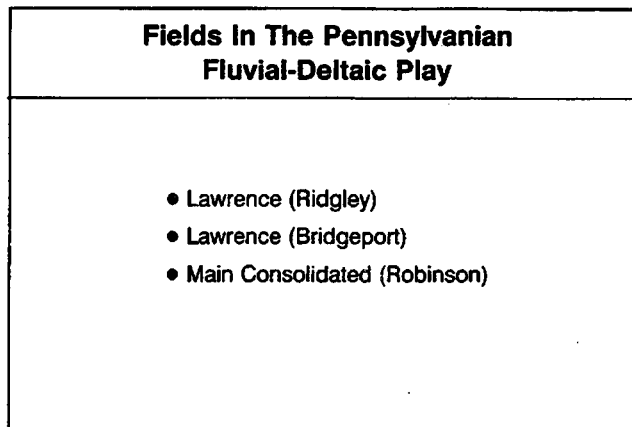 Fields In The Pennsylvanian
Fluvial-Deltaic Play
● Lawrence (Ridgley)
● Lawrence (Bridgeport)
● Main Consolidated (Robinson)